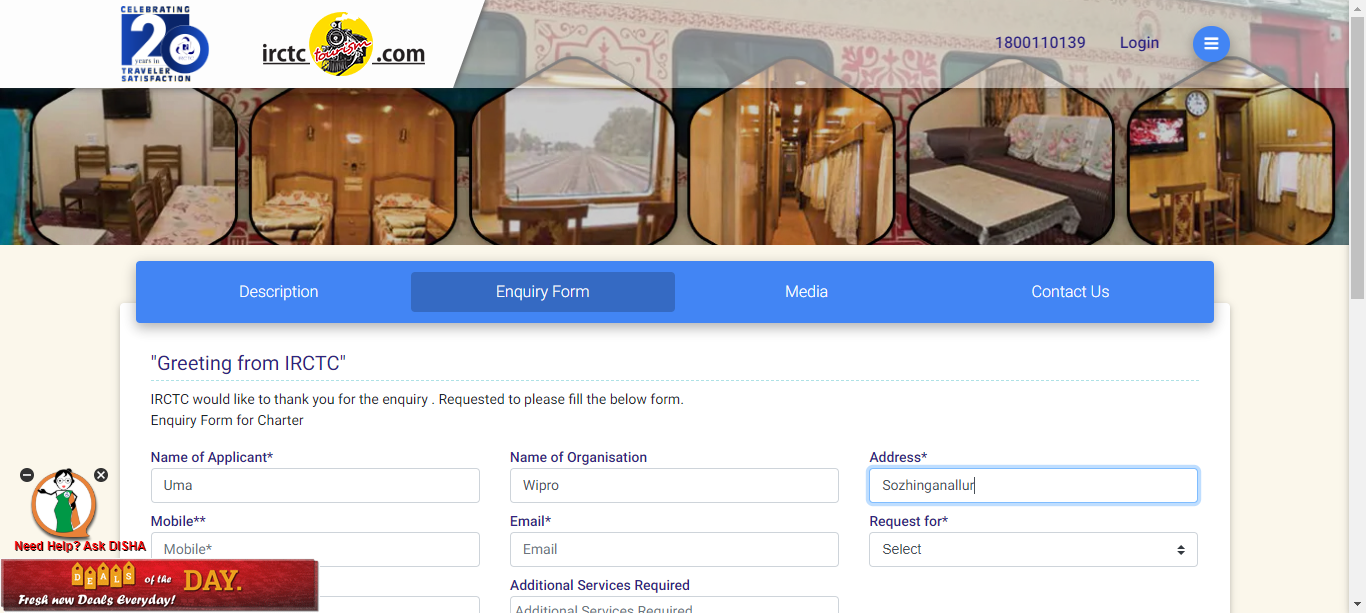 CELEBRATING
20
years in
TRAVELER
SATISFACTION
irctc tourism .com
1800110139
Login
Description
Enquiry Form
Media
Contact Us
"Greeting from IRCTC"
IRCTC would like to thank you for the enquiry . Requested to please fill the below form.
Enquiry Form for Charter
Name of Applicant*
Name of Organisation
Address*
Uma
Wipro
Sozhinganallur
Mobile**
Email*
Request for*
Mobile*
Email
Select
Additional Services Required
Additional Services Required
Need Help? Ask DISHA
DEALS of the DAY.
Fresh new Deals Everyday!